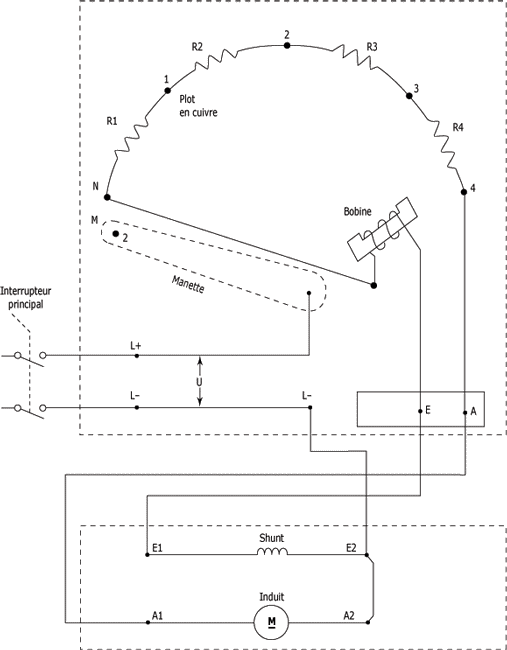 2
R2
R3
1
Plot
en cuivre
3
R1
R4
N
4
M
2
Bobine
Manette
Interrupteur
principal
L+
U
L–
L–
E
A
Shunt
E1
E2
Induit
A1
M
A2